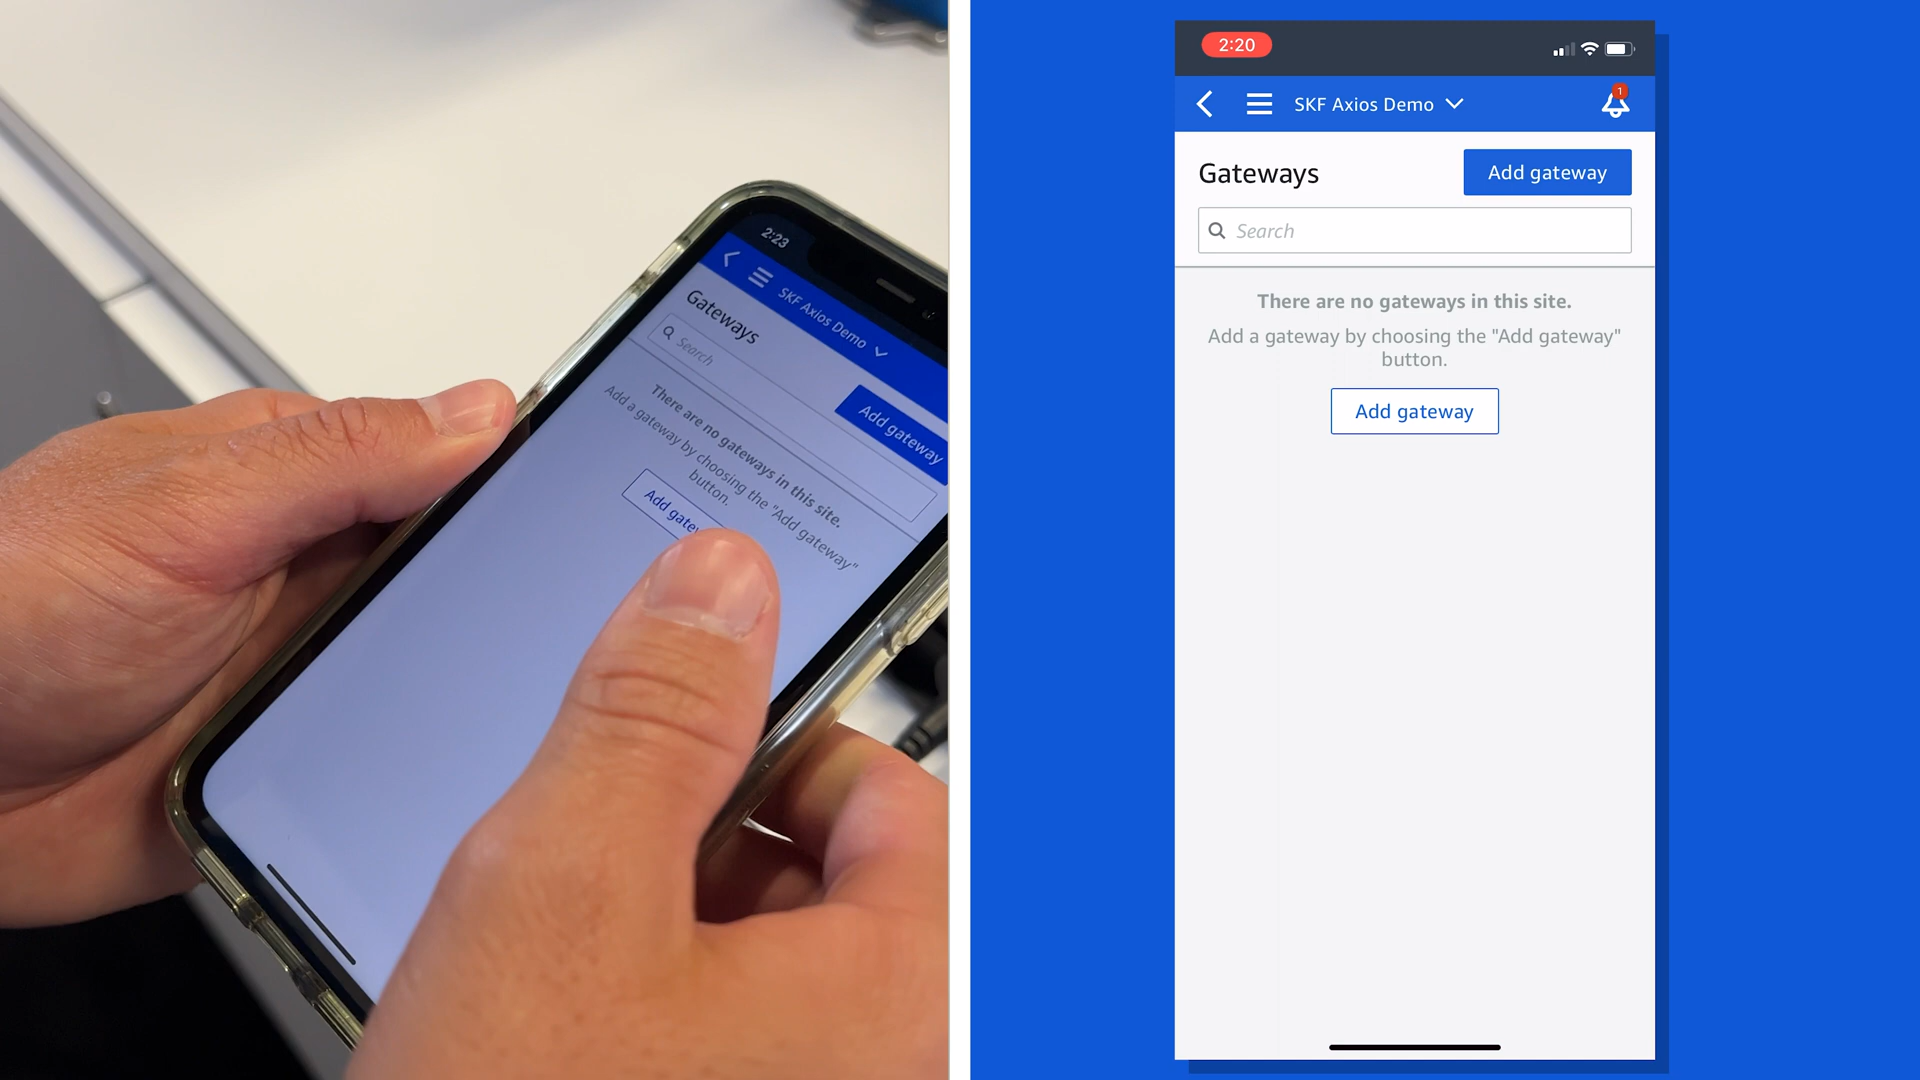 2:23
SKF Axios Demo
Gateways
Search
Add gateway
There are no gateways in this site.
Add a gateway by choosing the "Add gateway"
button.
Add
2:20
SKF Axios Demo
1
Gateways
Add gateway
Search
There are no gateways in this site.
Add a gateway by choosing the "Add gateway"
button.
Add gateway